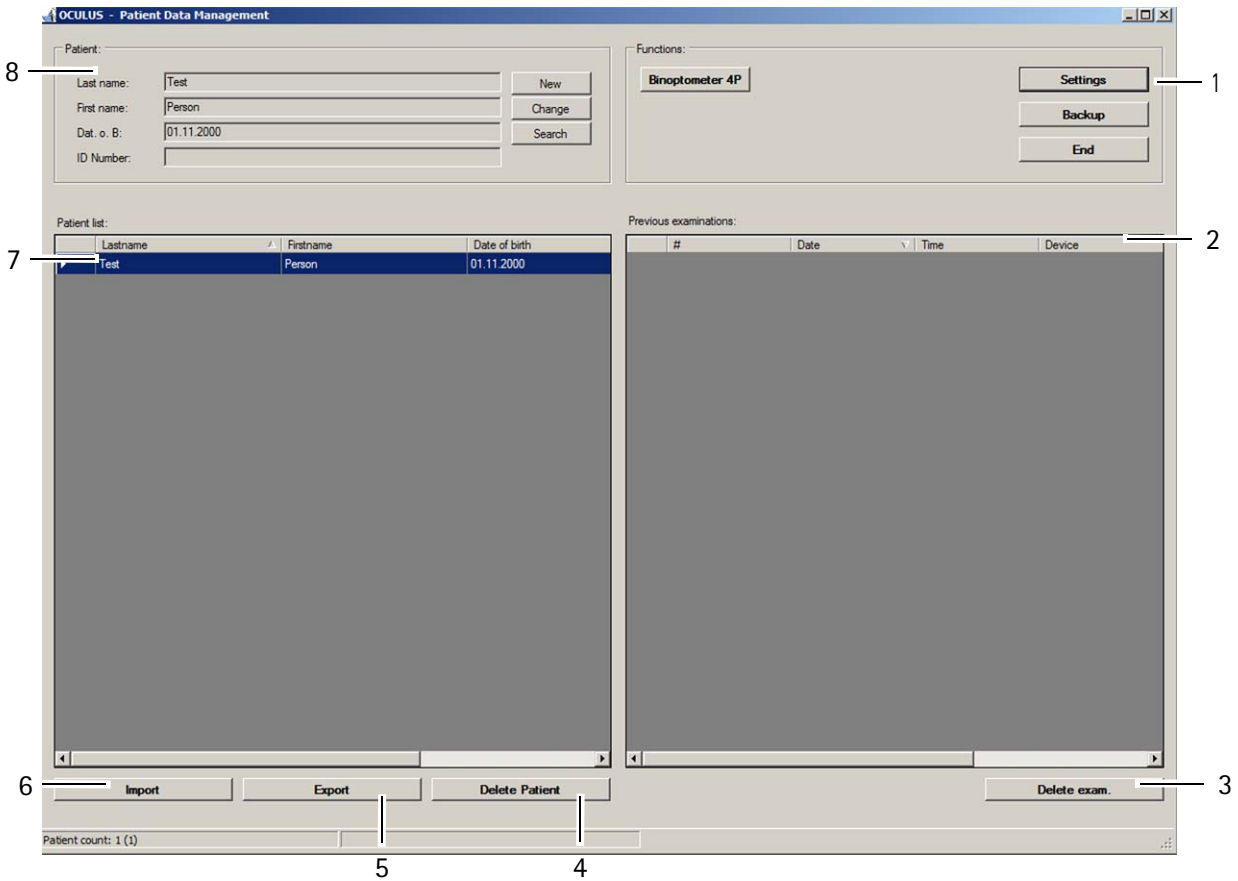 OCULUS - Patient Data Management
Patient:
8
Last name: Test New
First name: Person Change
Dat. o. B: 01.11.2000 Search
ID Number:
Functions:
Binoptometer 4P Settings 1
Backup
End
Patient list:
Lastname Firstname Date of birth
7 Test Person 01.11.2000
Previous examinations:
# Date Time Device 2
6 Import Export Delete Patient
Delete exam. 3
Patient count: 1 (1)
5 4